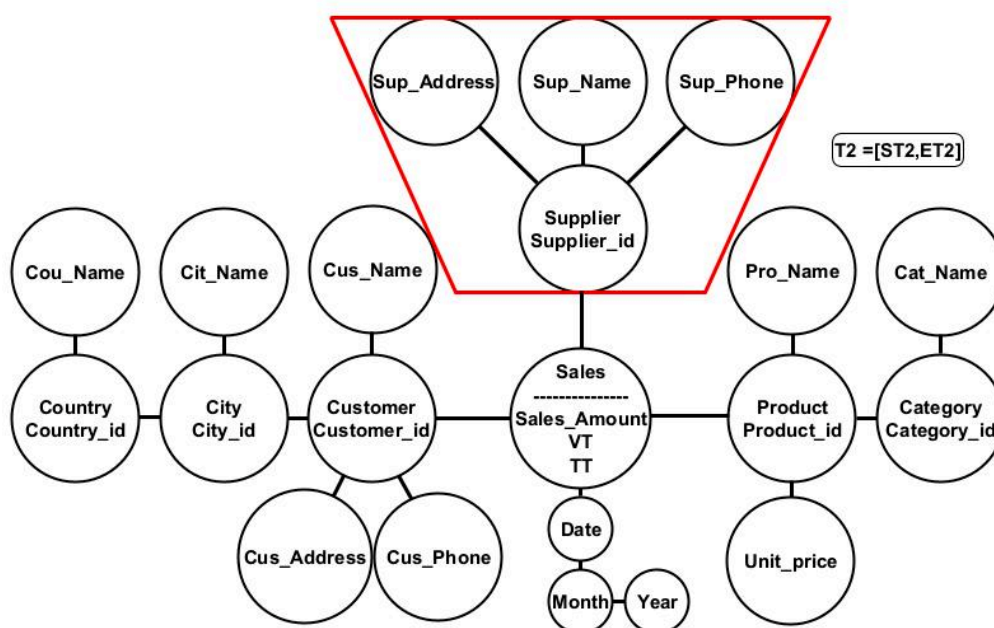 Sup_Address
Sup_Name
Sup_Phone
T2 =[ST2,ET2]
Supplier
Supplier_id
Cou_Name
Cit_Name
Cus_Name
Pro_Name
Cat_Name
Sales
---------------
Sales_Amount
VT
TT
Country
Country_id
City
City_id
Customer
Customer_id
Product
Product_id
Category
Category_id
Date
Cus_Address
Cus_Phone
Unit_price
Month
Year